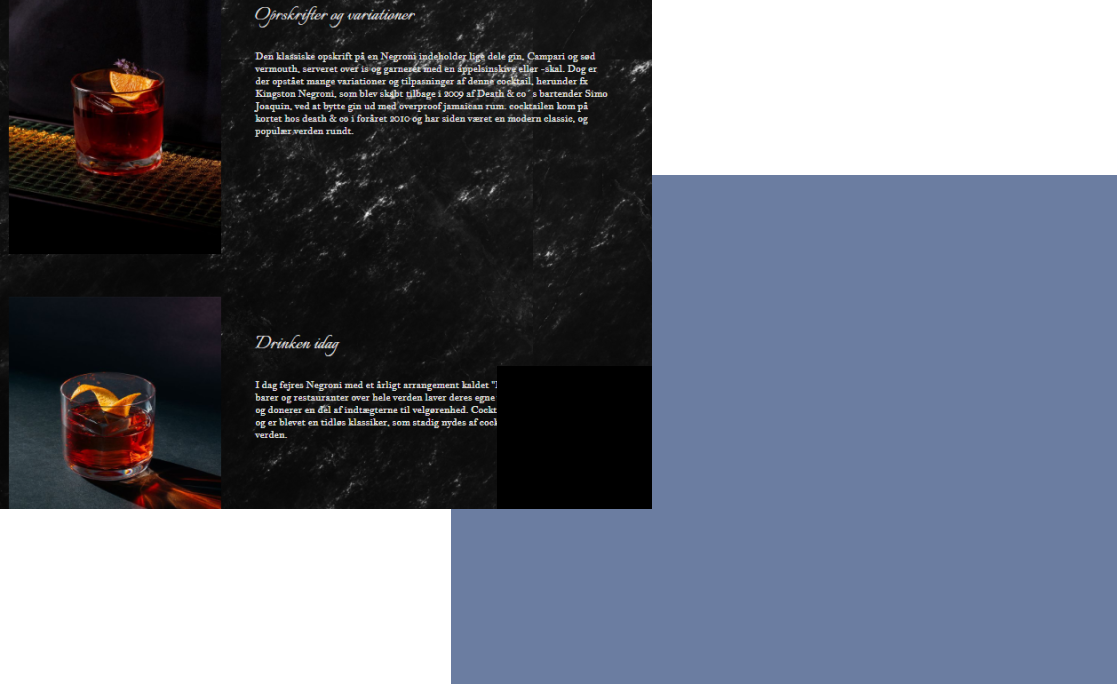 Oprskrifter og variationer
Den klassiske opskrift på en Negroni indeholder lige dele gin, Campari og sød
vermouth, serveret over is og garneret med en appelsinskive eller -skal. Dog er
der opstået mange variationer og tilpasninger af denne cocktail, herunder fx
Kingston Negroni, som blev skabt tilbage i 2009 af Death & co´s bartender Simo
Joaquin, ved at bytte gin ud med overproof jamaican rum. cocktailen kom på
kortet hos death & co i foråret 2010 og har siden været en modern classic, og
populær verden rundt.
Drinken idag
I dag fejres Negroni med et årligt arrangement kaldet "
barer og restauranter over hele verden laver deres egne
og donerer en del af indtægterne til velgørenhed. Cockt
og er blevet en tidløs klassiker, som stadig nydes af cock
verden.